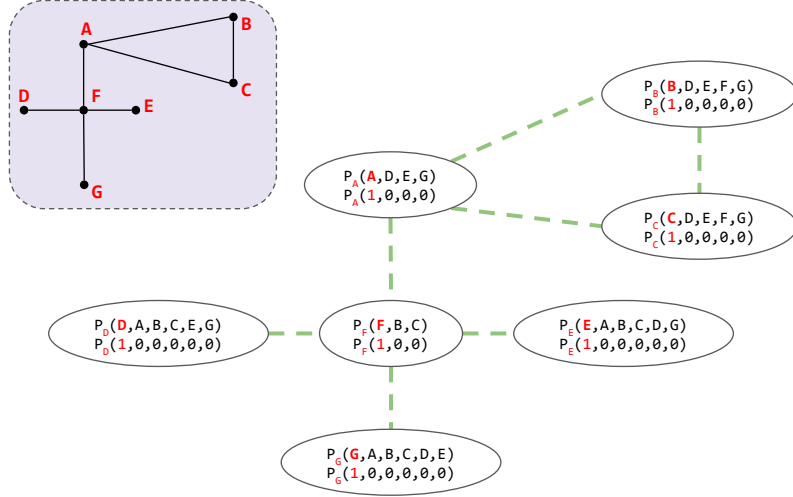 B
A
C
D
F
E
G
P_B(B,D,E,F,G)
P_B(1,0,0,0,0)
P_A(A,D,E,G)
P_A(1,0,0,0)
P_C(C,D,E,F,G)
P_C(1,0,0,0,0)
P_D(D,A,B,C,E,G)
P_D(1,0,0,0,0,0)
P_F(F,B,C)
P_F(1,0,0)
P_E(E,A,B,C,D,G)
P_E(1,0,0,0,0,0)
P_G(G,A,B,C,D,E)
P_G(1,0,0,0,0,0)